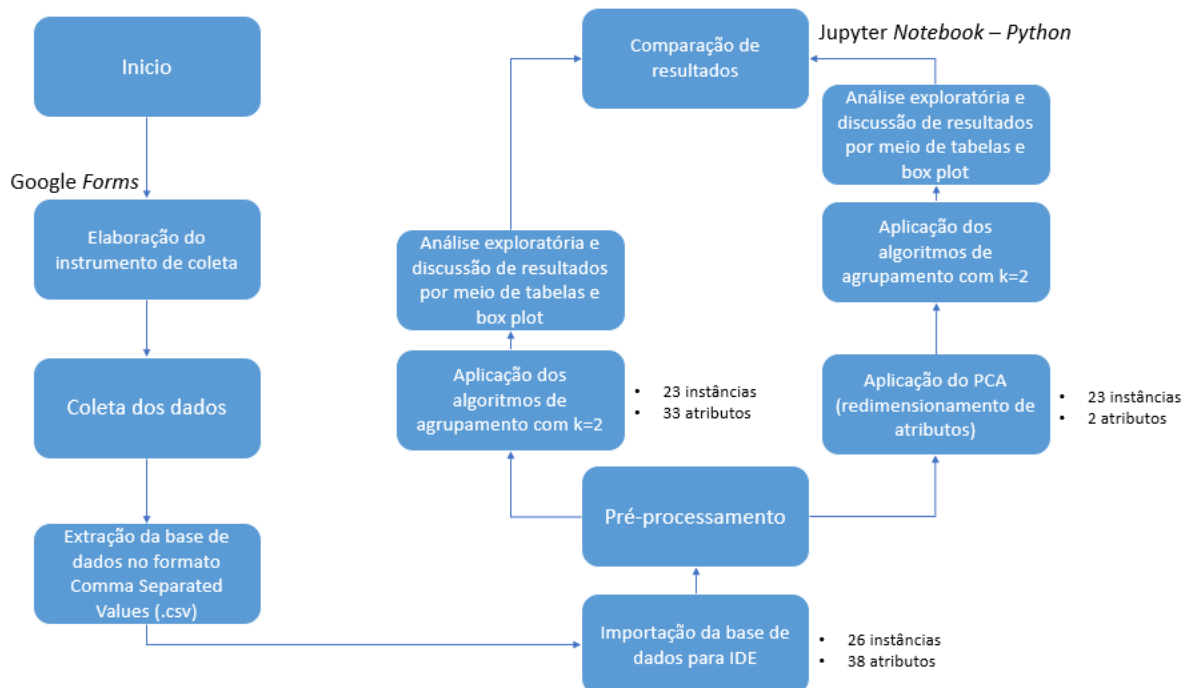 Inicio
Google Forms
Elaboração do
instrumento de coleta
Coleta dos dados
Extração da base de
dados no formato
Comma Separated
Values (.csv)
Importação da base de
dados para IDE
• 26 instâncias
• 38 atributos
Pré-processamento
Aplicação dos
algoritmos de
agrupamento com k=2
• 23 instâncias
• 33 atributos
Análise exploratória e
discussão de resultados
por meio de tabelas e
box plot
Aplicação do PCA
(redimensionamento de
atributos)
• 23 instâncias
• 2 atributos
Aplicação dos
algoritmos de
agrupamento com k=2
Análise exploratória e
discussão de resultados
por meio de tabelas e
box plot
Jupyter Notebook – Python
Comparação de
resultados